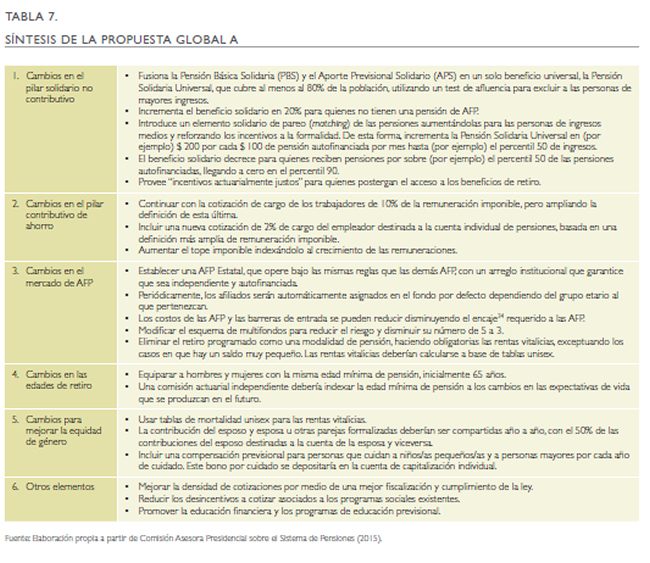 TABLA 7.
SÍNTESIS DE LA PROPUESTA GLOBAL A
1. Cambios en el
pilar solidario no
contributivo
• Fusiona la Pensión Básica Solidaria (PBS) y el Aporte Previsional Solidario (APS) en un solo beneficio universal, la Pensión
Solidaria Universal, que cubre al menos al 80% de la población, utilizando un test de afluencia para excluir a las personas de
mayores ingresos.
• Incrementa el beneficio solidario en 20% para quienes no tienen una pensión de AFP.
• Introduce un elemento solidario de pareo (matching) de las pensiones aumentándolas para las personas de ingresos
medios y reforzando los incentivos a la formalidad. De esta forma, incrementa la Pensión Solidaria Universal en (por
ejemplo) $ 200 por cada $ 100 de pensión autofinanciada por mes hasta (por ejemplo) el percentil 50 de ingresos.
• El beneficio solidario decrece para quienes reciben pensiones por sobre (por ejemplo) el percentil 50 de las pensiones
autofinanciadas, llegando a cero en el percentil 90.
• Provee “incentivos actuarialmente justos” para quienes postergan el acceso a los beneficios de retiro.
2. Cambios en el pilar
contributivo de
ahorro
• Continuar con la cotización de cargo de los trabajadores de 10% de la remuneración imponible, pero ampliando la
definición de esta última.
• Incluir una nueva cotización de 2% de cargo del empleador destinada a la cuenta individual de pensiones, basada en una
definición más amplia de remuneración imponible.
• Aumentar el tope imponible indexándolo al crecimiento de las remuneraciones.
3. Cambios en el
mercado de AFP
• Establecer una AFP Estatal, que opere bajo las mismas reglas que las demás AFP, con un arreglo institucional que garantice
que sea independiente y autofinanciada.
• Periódicamente, los afiliados serán automáticamente asignados en el fondo por defecto dependiendo del grupo etario al
que pertenezcan.
• Los costos de las AFP y las barreras de entrada se pueden reducir disminuyendo el encaje24 requerido a las AFP.
• Modificar el esquema de multifondos para reducir el riesgo y disminuir su número de 5 a 3.
• Eliminar el retiro programado como una modalidad de pensión, haciendo obligatorias las rentas vitalicias, exceptuando los
casos en que hay un saldo muy pequeño. Las rentas vitalicias deberían calcularse a base de tablas unisex.
4. Cambios en las
edades de retiro
• Equiparar a hombres y mujeres con la misma edad mínima de pensión, inicialmente 65 años.
• Una comisión actuarial independiente debería indexar la edad mínima de pensión a los cambios en las expectativas de vida
que se produzcan en el futuro.
5. Cambios para
mejorar la equidad
de género
• Usar tablas de mortalidad unisex para las rentas vitalicias.
• La contribución del esposo y esposa u otras parejas formalizadas deberían ser compartidas año a año, con el 50% de las
contribuciones del esposo destinadas a la cuenta de la esposa y viceversa.
• Incluir una compensación previsional para personas que cuidan a niños/as pequeños/as y a personas mayores por cada año
de cuidado. Este bono por cuidado se depositaría en la cuenta de capitalización individual.
6. Otros elementos
• Mejorar la densidad de cotizaciones por medio de una mejor fiscalización y cumplimiento de la ley.
• Reducir los desincentivos a cotizar asociados a los programas sociales existentes.
• Promover la educación financiera y los programas de educación previsional.
Fuente: Elaboración propia a partir de Comisión Asesora Presidencial sobre el Sistema de Pensiones (2015).